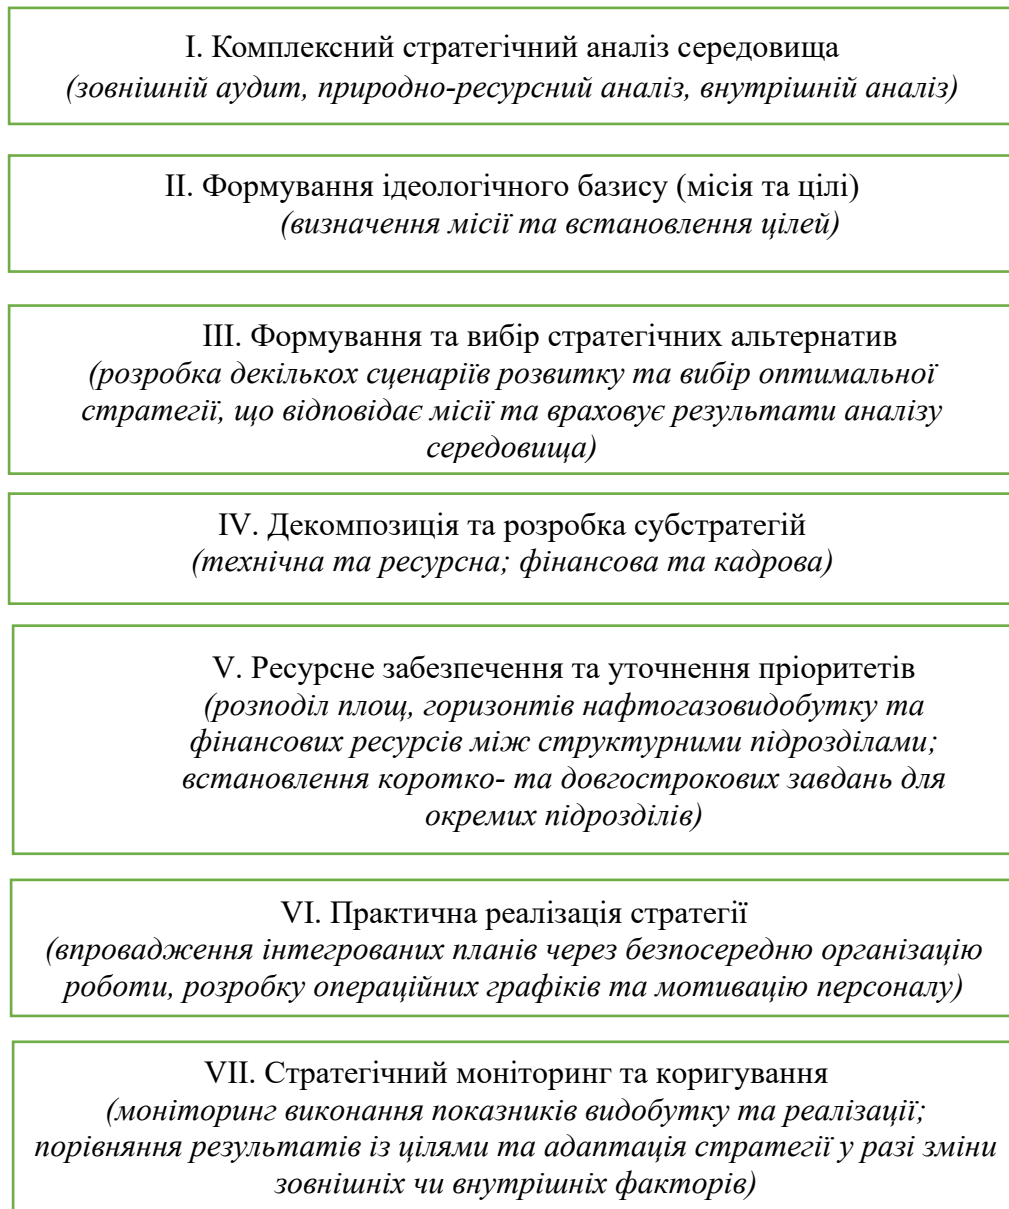 I. Комплексний стратегічний аналіз середовища
(зовнішній аудит, природно-ресурсний аналіз, внутрішній аналіз)
II. Формування ідеологічного базису (місія та цілі)
(визначення місії та встановлення цілей)
III. Формування та вибір стратегічних альтернатив
(розробка декількох сценаріїв розвитку та вибір оптимальної
стратегії, що відповідає місії та враховує результати аналізу
середовища)
IV. Декомпозиція та розробка субстратегій
(технічна та ресурсна; фінансова та кадрова)
V. Ресурсне забезпечення та уточнення пріоритетів
(розподіл площ, горизонтів нафтогазовидобутку та
фінансових ресурсів між структурними підрозділами;
встановлення коротко- та довгострокових завдань для
окремих підрозділів)
VI. Практична реалізація стратегії
(впровадження інтегрованих планів через безпосередню організацію
роботи, розробку операційних графіків та мотивацію персоналу)
VII. Стратегічний моніторинг та коригування
(моніторинг виконання показників видобутку та реалізації;
порівняння результатів із цілями та адаптація стратегії у разі зміни
зовнішніх чи внутрішніх факторів)